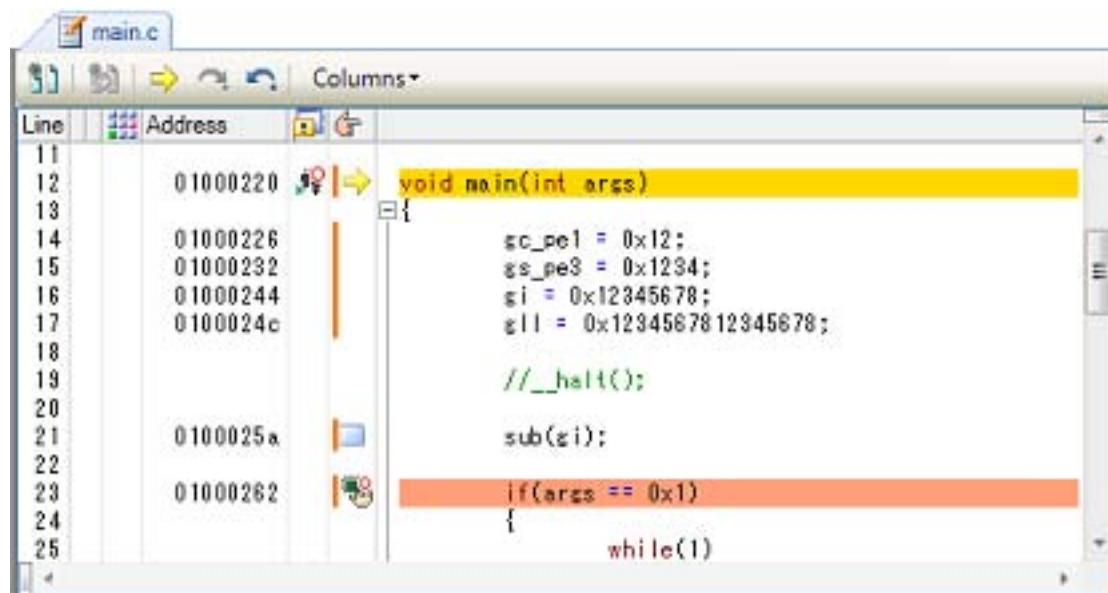 main.c
Columns
Line Address
11
12 01000220 void main(int args)
13 {
14 01000226 gc_pe1 = 0x12;
15 01000232 gs_pe3 = 0x1234;
16 01000244 gi = 0x12345678;
17 0100024c gll = 0x1234567812345678;
18
19 //__halt();
20
21 0100025a sub(gi);
22
23 01000262 if(args == 0x1)
24 {
25 while(1)